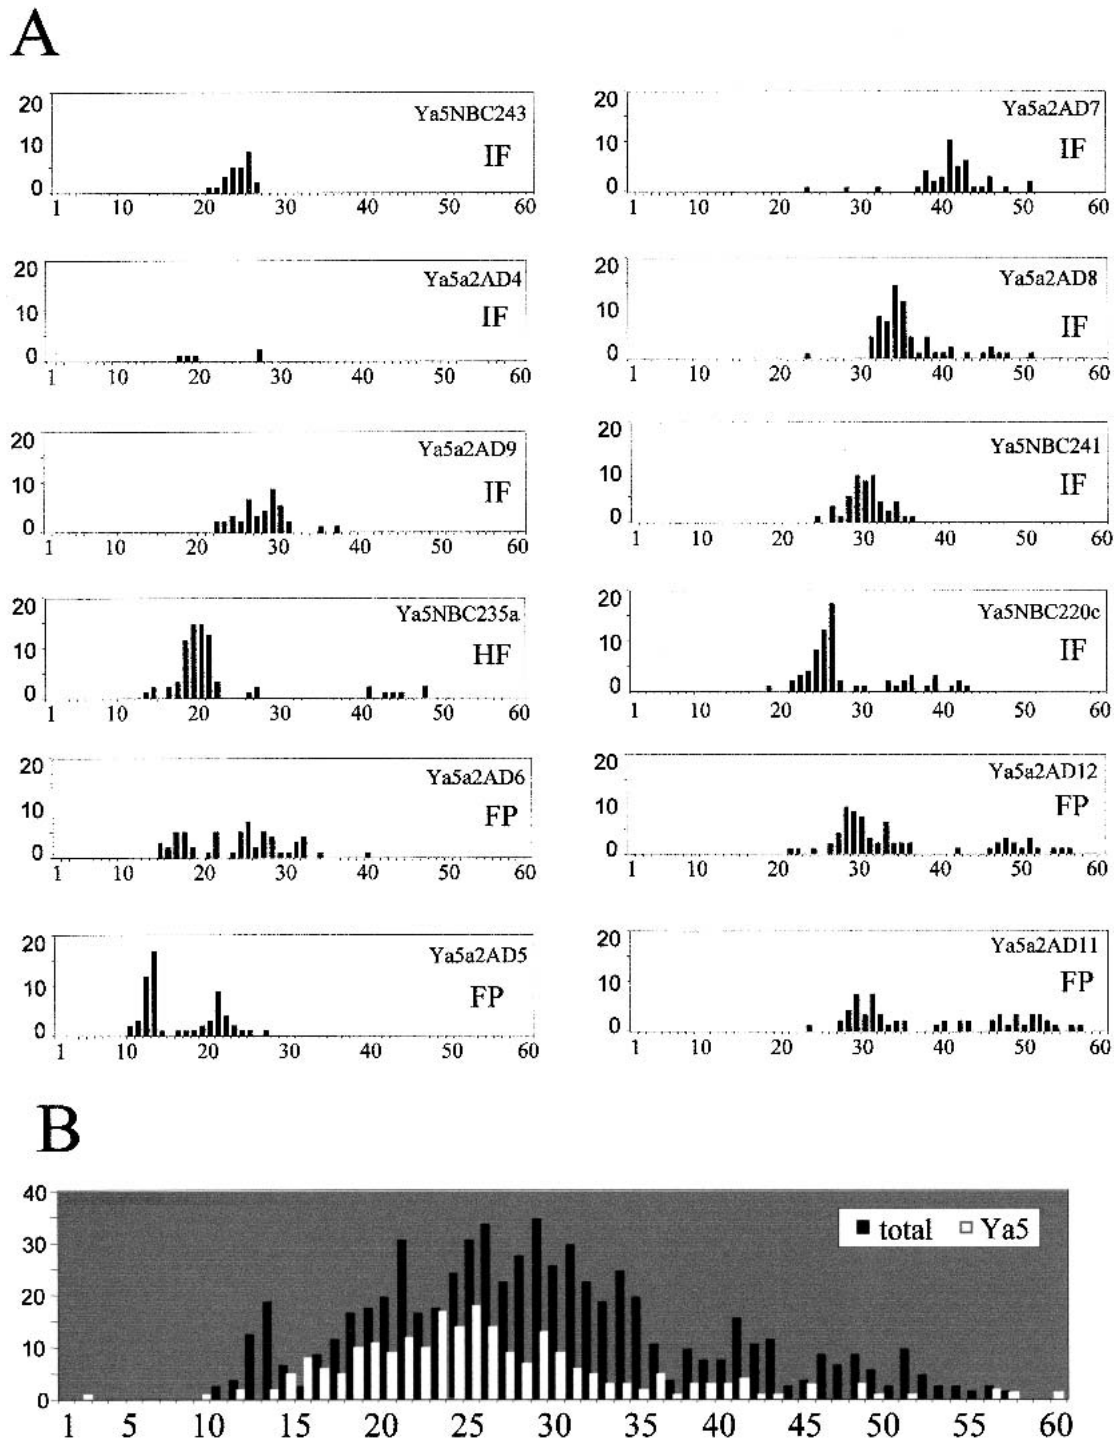 A
Ya5NBC243
IF
20
10
0
1 10 20 30 40 50 60
Ya5a2AD7
IF
20
10
0
1 20 30 40 50 60
Ya5a2AD4
IF
20
10
0
1 10 20 30 40 50 60
Ya5a2AD8
IF
20
10
0
1 10 20 30 40 50 60
Ya5a2AD9
IF
20
10
0
1 10 20 30 40 50 60
Ya5NBC241
IF
20
10
0
1 10 20 30 40 50 60
Ya5NBC235a
HF
20
10
0
1 10 20 30 40 50 60
Ya5NBC220c
IF
20
10
0
1 10 20 30 40 50 60
Ya5a2AD6
FP
20
10
0
1 10 20 30 40 50 60
Ya5a2AD12
FP
20
10
0
1 10 20 30 40 50 60
Ya5a2AD5
FP
20
10
0
1 10 20 30 40 50 60
Ya5a2AD11
FP
20
10
0
1 10 20 30 40 50 60
B
total Ya5
40
30
20
10
0
1 5 10 15 20 25 30 35 40 45 50 55 60